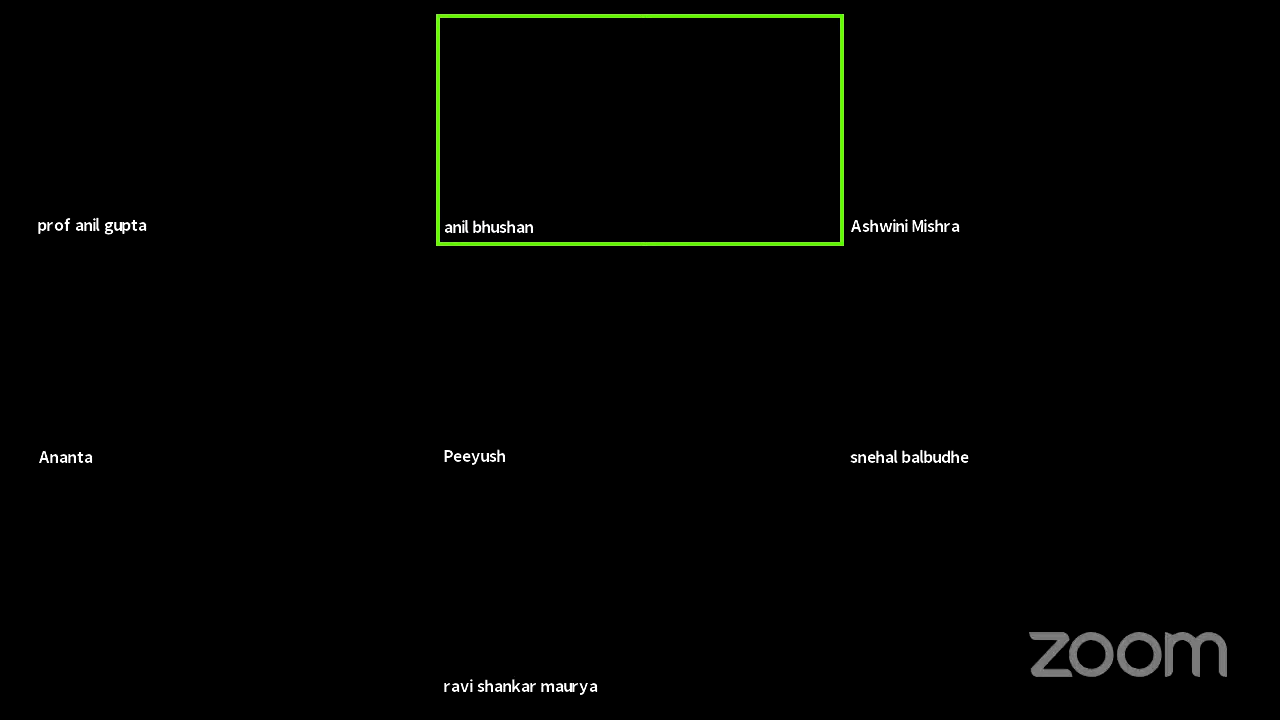 prof anil gupta
anil bhushan
Ashwini Mishra
Ananta
Peeyush
snehal balbudhe
ravi shankar maurya
zoom